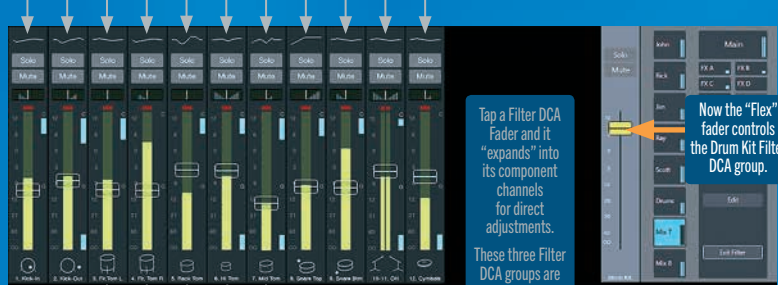 Solo Solo Solo Solo Solo Solo Solo Solo Solo Solo Solo
Mute Mute Mute Mute Mute Mute Mute Mute Mute Mute Mute
1. Kick-In
2. Kick-Out
3. Flr. Tom L
4. Flr. Tom R
5. Rack Tom
6. Hi Tom
7. Mid Tom
8. Snare Top
9. Snare Btm
10-11. OH
12. Cymbals
Tap a Filter DCA
Fader and it
“expands” into
its component
channels
for direct
adjustments.
These three Filter
DCA groups are
Solo
Mute
John
Rick
Jim
Ray
Scott
Drums
Mix 7
Mix 8
Main
FX A FX B
FX C FX D
Now the “Flex”
fader controls
the Drum Kit Filte
DCA group.
Edit
Exit Filter